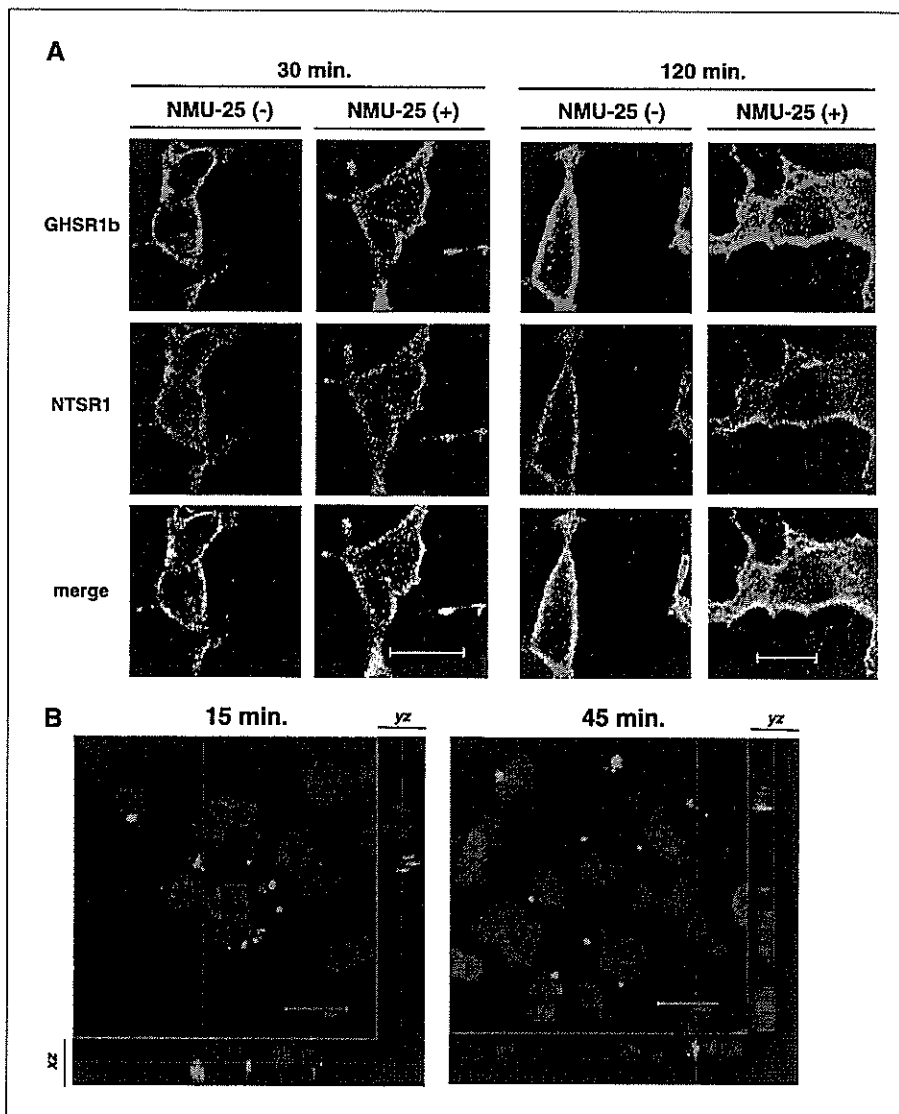 A
30 min. 120 min.
NMU-25 (-) NMU-25 (+) NMU-25 (-) NMU-25 (+)
GHSR1b
NTSR1
merge
B 15 min. yz 45 min. yz
xz